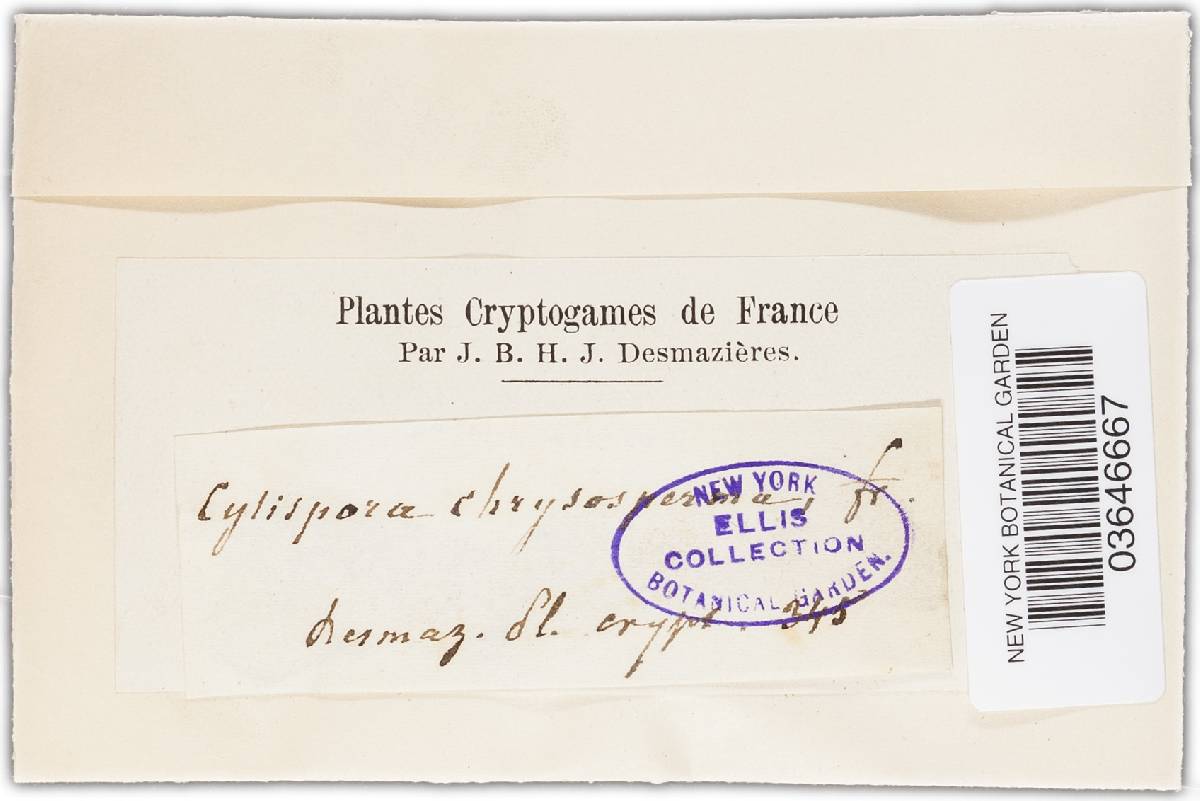 Plantes Cryptogames de France
Par J. B. H. J. Desmazières.
Cytispora chrysosperma, fr.
Desmaz. Pl. crypt. 345
NEW YORK
ELLIS
COLLECTION
BOTANICAL GARDEN.
NEW YORK BOTANICAL GARDEN
03646667